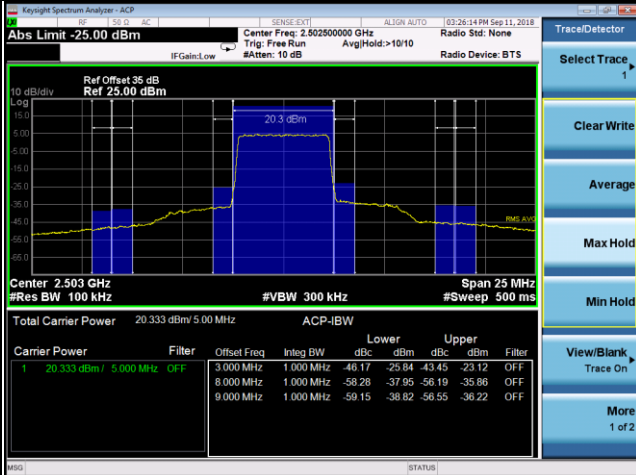 Keysight Spectrum Analyzer - ACP
RF 50 Ω AC SENSE:EXT ALIGN AUTO 03:26:14 PM Sep 11, 2018
Abs Limit -25.00 dBm
Center Freq: 2.502500000 GHz
Radio Std: None
Trig: Free Run Avg|Hold:>10/10
IFGain:Low #Atten: 10 dB Radio Device: BTS
Trace/Detector
Select Trace
1
Clear Write
Average
Max Hold
Min Hold
View/Blank
Trace On
More
1 of 2
Ref Offset 35 dB
10 dB/div Ref 25.00 dBm
Log
15.0
5.00
-5.00
-15.0
-25.0
-35.0
-45.0
-55.0
-65.0
20.3 dBm
RMS AVG
Center 2.503 GHz Span 25 MHz
#Res BW 100 kHz #VBW 300 kHz #Sweep 500 ms
Total Carrier Power 20.333 dBm/ 5.00 MHz ACP-IBW
Lower Upper
Carrier Power Filter Offset Freq Integ BW dBc dBm dBc dBm Filter
1 20.333 dBm / 5.000 MHz OFF 3.000 MHz 1.000 MHz -46.17 -25.84 -43.45 -23.12 OFF
8.000 MHz 1.000 MHz -58.28 -37.95 -56.19 -35.86 OFF
9.000 MHz 1.000 MHz -59.15 -38.82 -56.55 -36.22 OFF
MSG STATUS